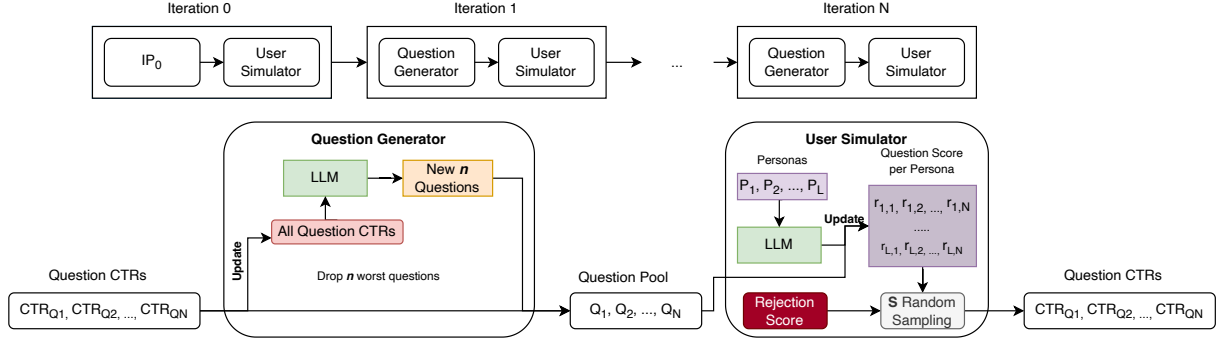 Iteration 0
Iteration 1
Iteration N
IP0
User
Simulator
Question
Generator
User
Simulator
...
Question
Generator
User
Simulator
Question Generator
LLM
New n
Questions
All Question CTRs
Update
Drop n worst questions
Question CTRs
CTRQ1, CTRQ2, ..., CTRQN
Question Pool
Q1, Q2, ..., QN
User Simulator
Personas
P1, P2, ..., PL
LLM
Update
Question Score
per Persona
r1,1, r1,2, ..., r1,N
.....
rL,1, rL,2, ..., rL,N
Rejection
Score
S Random
Sampling
Question CTRs
CTRQ1, CTRQ2, ..., CTRQN